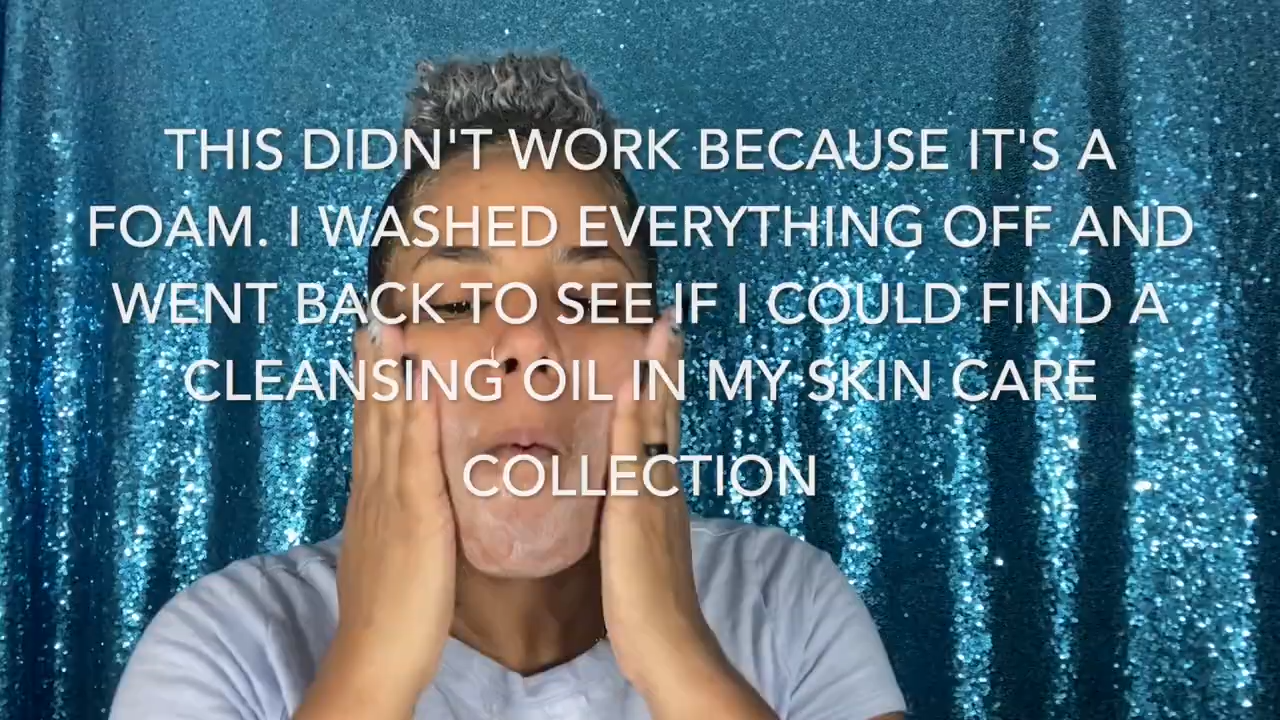 THIS DIDN'T WORK BECAUSE IT'S A
FOAM. I WASHED EVERYTHING OFF AND
WENT BACK TO SEE IF I COULD FIND A
CLEANSING OIL IN MY SKIN CARE
COLLECTION